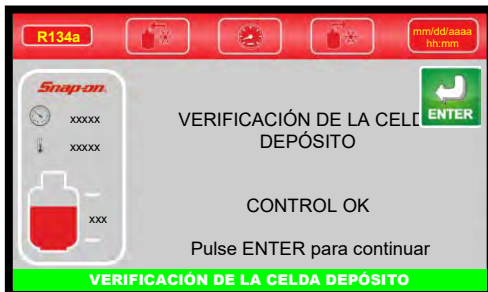 R134a
mm/dd/aaaa
hh:mm
Snap-on
xxxxx
xxxxx
xxx
VERIFICACIÓN DE LA CEL
DEPÓSITO
ENTER
CONTROL OK
Pulse ENTER para continuar
VERIFICACIÓN DE LA CELDA DEPÓSITO